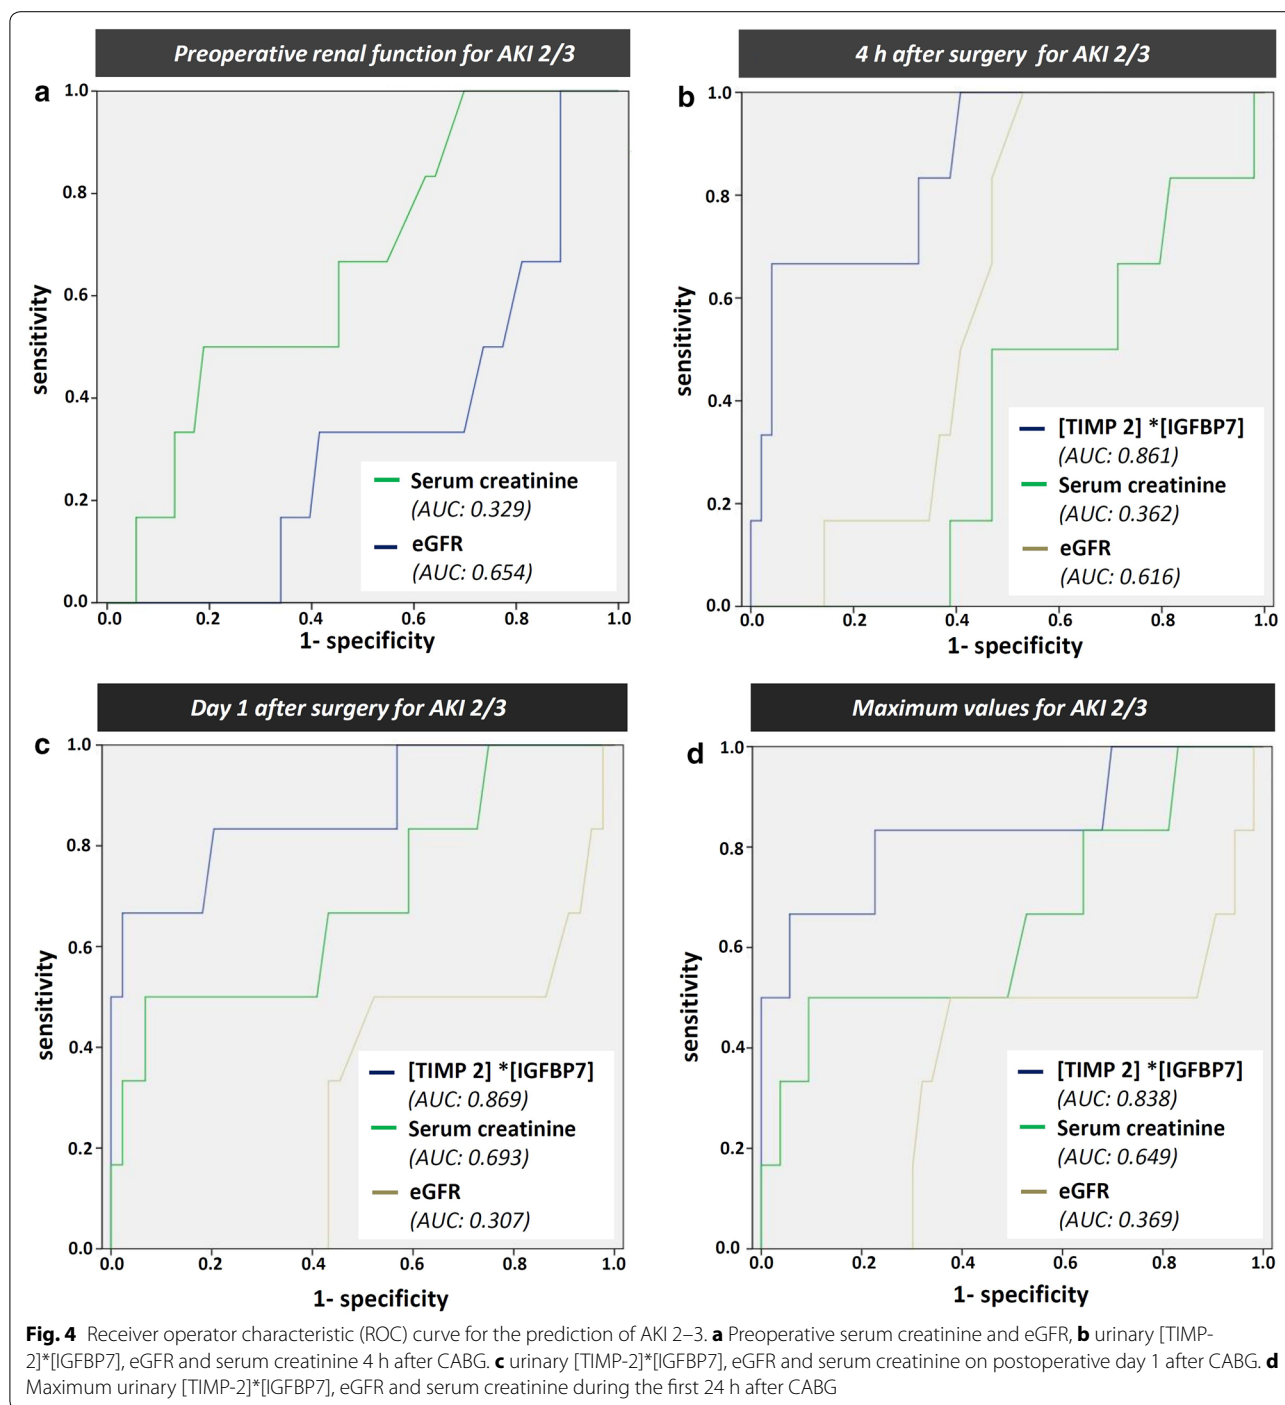 Preoperative renal function for AKI 2/3
a
1.0
0.8
0.6
0.4
0.2
0.0
sensitivity
Serum creatinine
(AUC: 0.329)
eGFR
(AUC: 0.654)
0.0 0.2 0.4 0.6 0.8 1.0
1- specificity
4 h after surgery for AKI 2/3
b
1.0
0.8
0.6
0.4
0.2
0.0
sensitivity
[TIMP 2] *[IGFBP7]
(AUC: 0.861)
Serum creatinine
(AUC: 0.362)
eGFR
(AUC: 0.616)
0.0 0.2 0.4 0.6 0.8 1.0
1- specificity
Day 1 after surgery for AKI 2/3
c
1.0
0.8
0.6
0.4
0.2
0.0
sensitivity
[TIMP 2] *[IGFBP7]
(AUC: 0.869)
Serum creatinine
(AUC: 0.693)
eGFR
(AUC: 0.307)
0.0 0.2 0.4 0.6 0.8 1.0
1- specificity
Maximum values for AKI 2/3
d
1.0
0.8
0.6
0.4
0.2
0.0
sensitivity
[TIMP 2] *[IGFBP7]
(AUC: 0.838)
Serum creatinine
(AUC: 0.649)
eGFR
(AUC: 0.369)
0.0 0.2 0.4 0.6 0.8 1.0
1- specificity
Fig. 4 Receiver operator characteristic (ROC) curve for the prediction of AKI 2–3. a Preoperative serum creatinine and eGFR, b urinary [TIMP-
2]*[IGFBP7], eGFR and serum creatinine 4 h after CABG. c urinary [TIMP-2]*[IGFBP7], eGFR and serum creatinine on postoperative day 1 after CABG. d
Maximum urinary [TIMP-2]*[IGFBP7], eGFR and serum creatinine during the first 24 h after CABG